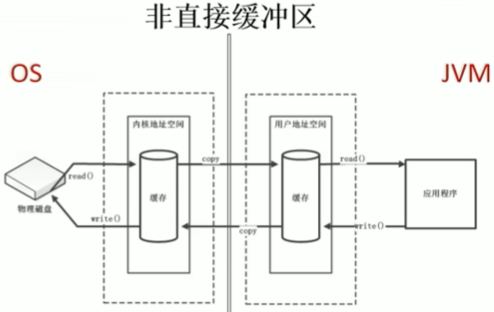 非直接缓冲区
OS
JVM
内核地址空间
用户地址空间
copy
read()
read()
缓存
缓存
应用程序
物理磁盘
write()
copy
write()